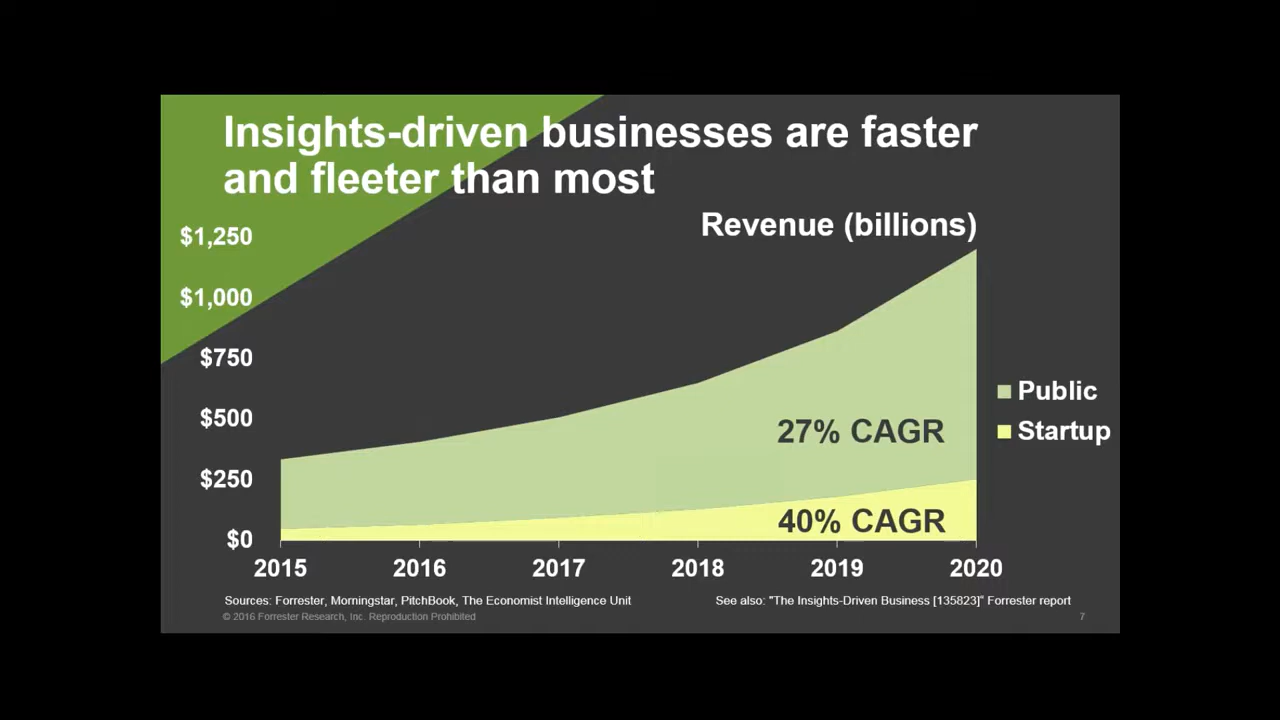 Insights-driven businesses are faster
and fleeter than most
Revenue (billions)
$1,250
$1,000
$750
$500
$250
$0
27% CAGR
40% CAGR
Public
Startup
2015 2016 2017 2018 2019 2020
Sources: Forrester, Morningstar, PitchBook, The Economist Intelligence Unit
See also: "The Insights-Driven Business [135823]" Forrester report
© 2016 Forrester Research, Inc. Reproduction Prohibited
7